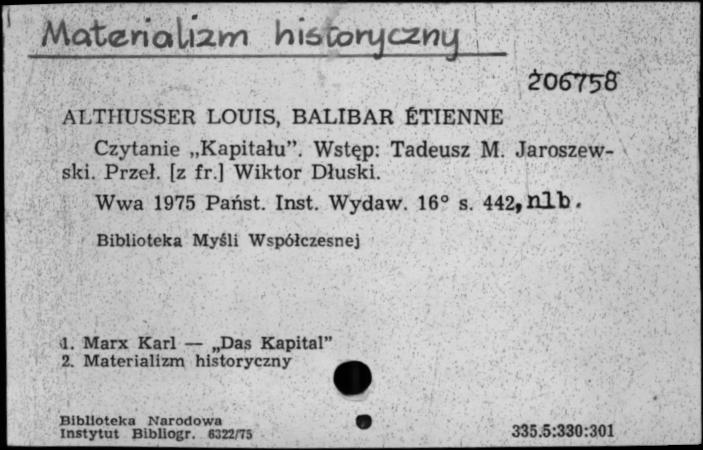 Materializm historyczny
206758
ALTHUSSER LOUIS, BALIBAR ÉTIENNE
Czytanie „Kapitału”. Wstęp: Tadeusz M. Jaroszew-
ski. Przeł. [z fr.] Wiktor Dłuski.
Wwa 1975 Państ. Inst. Wydaw. 16° s. 442, nlb.
Biblioteka Myśli Współczesnej
1. Marx Karl — „Das Kapital”
2. Materializm historyczny
Biblioteka Narodowa
Instytut Bibliogr. 6322/75
335.5:330:301